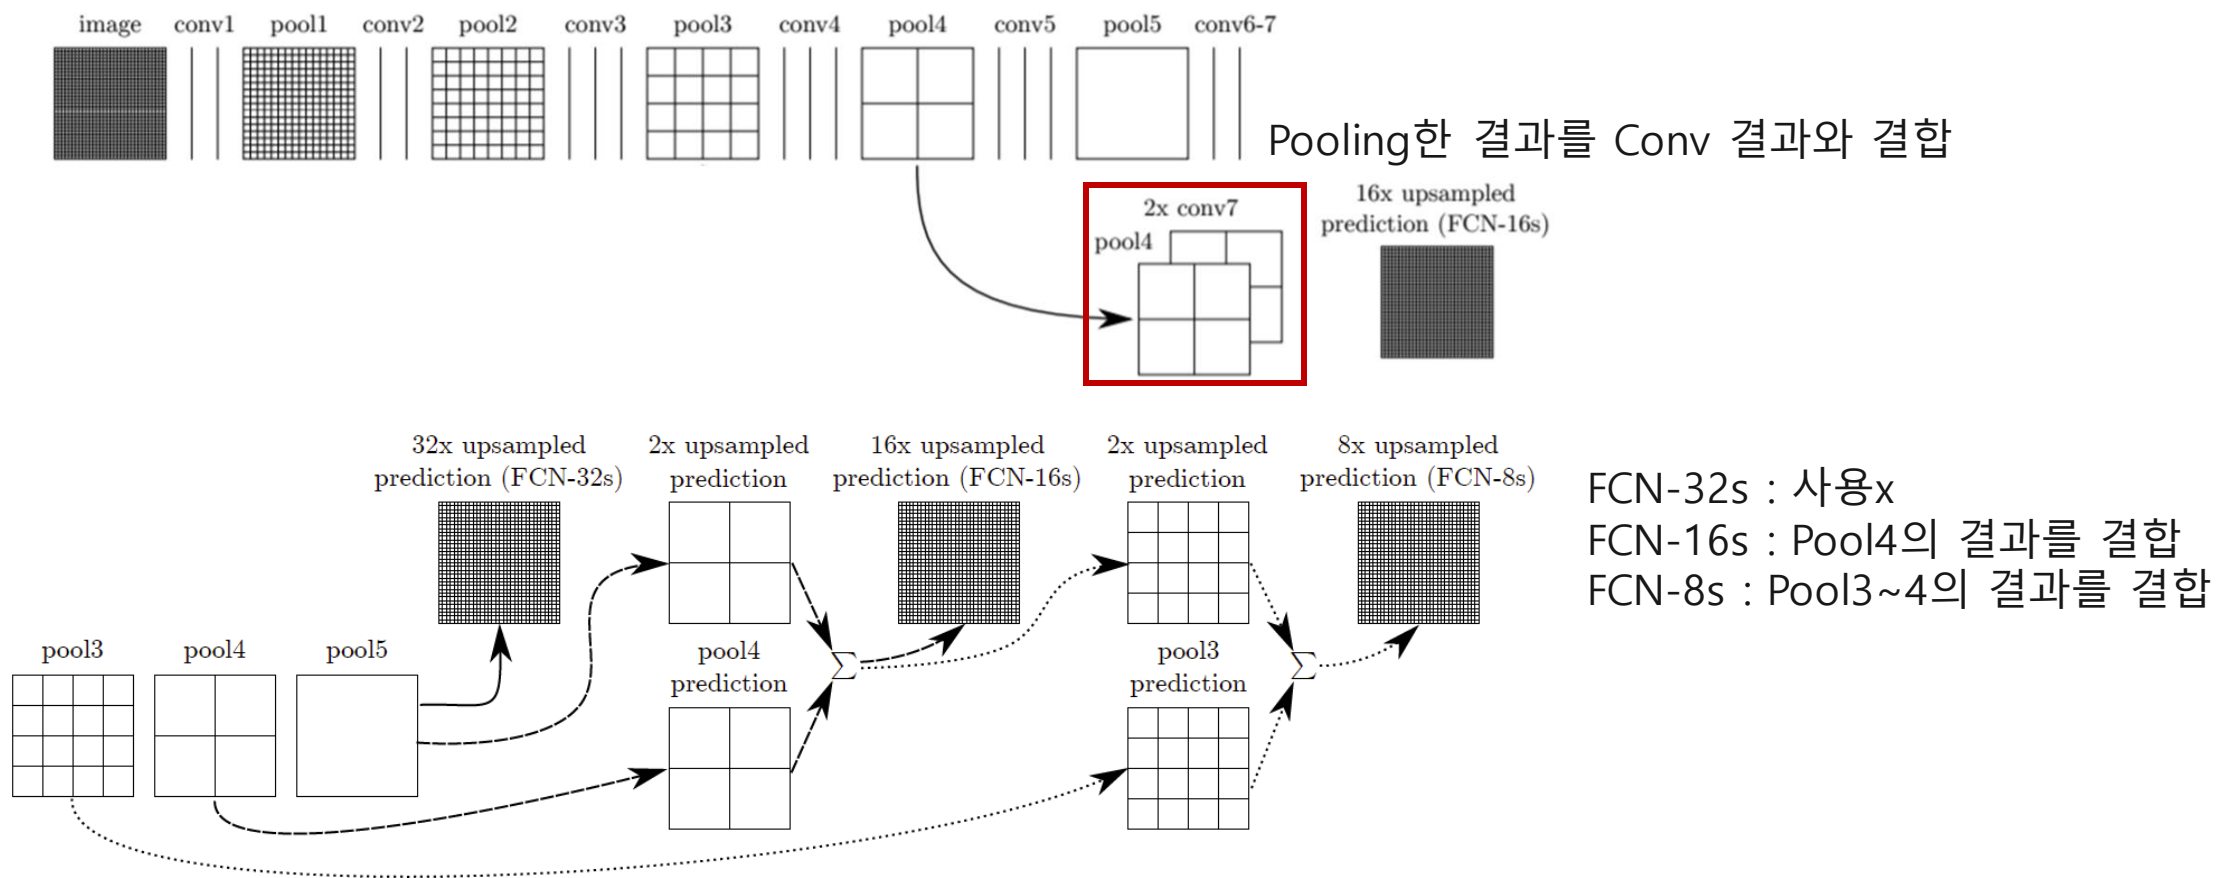 image conv1 pool1 conv2 pool2 conv3 pool3 conv4 pool4 conv5 pool5 conv6-7
Pooling한 결과를 Conv 결과와 결합
2x conv7
pool4
16x upsampled
prediction (FCN-16s)
32x upsampled
prediction (FCN-32s)
2x upsampled
prediction
16x upsampled
prediction (FCN-16s)
2x upsampled
prediction
8x upsampled
prediction (FCN-8s)
FCN-32s : 사용x
FCN-16s : Pool4의 결과를 결합
FCN-8s : Pool3~4의 결과를 결합
pool3 pool4 pool5
pool4
prediction
∑
pool3
prediction
∑